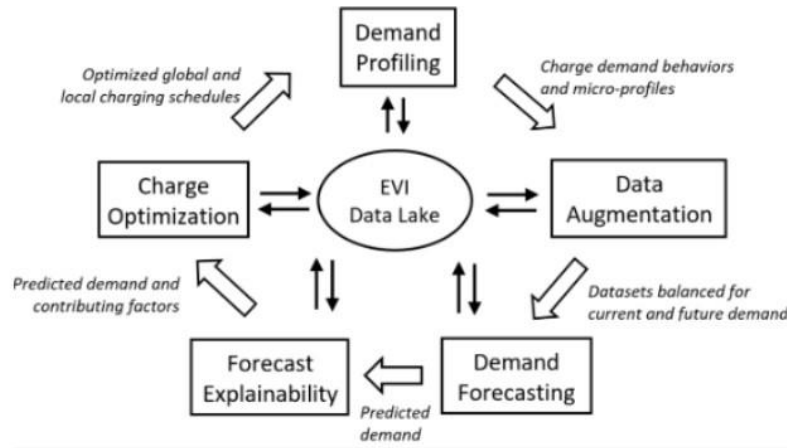 Demand
Profiling
Optimized global and
local charging schedules
Charge demand behaviors
and micro-profiles
Charge
Optimization
EVI
Data Lake
Data
Augmentation
Predicted demand and
contributing factors
Datasets balanced for
current and future demand
Forecast
Explainability
Predicted
demand
Demand
Forecasting